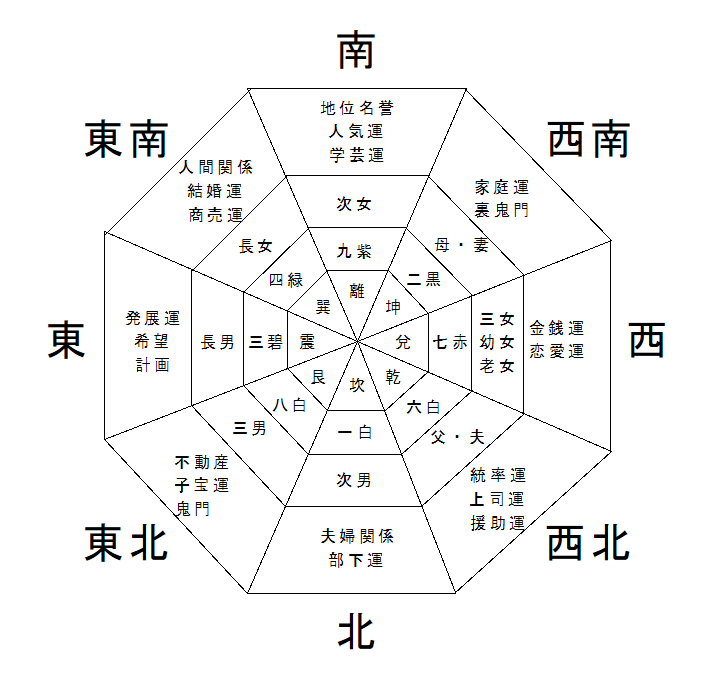 南
地位名誉
人気運
学芸運
次女
九紫
離
東南
人間関係
結婚運
商売運
長女
四緑
巽
西南
家庭運
裏鬼門
母・妻
二黒
坤
東
発展運
希望
計画
長男
三碧
震
兌
七赤
三女
幼女
老女
金銭運
恋愛運
西
艮
八白
三男
不動産
子宝運
鬼門
東北
坎
一白
次男
夫婦関係
部下運
北
乾
六白
父・夫
統率運
上司運
援助運
西北